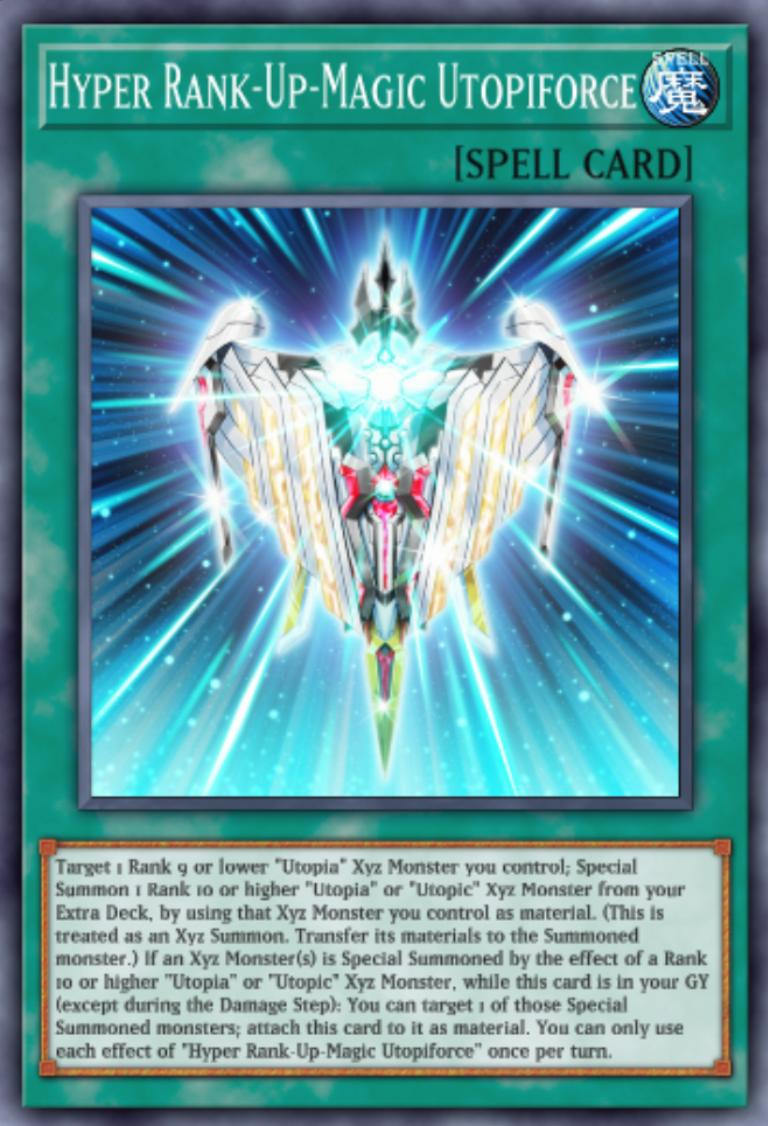 Hyper Rank-Up-Magic Utopiforce
SPELL
魔
[SPELL CARD]
Target 1 Rank 9 or lower "Utopia" Xyz Monster you control; Special
Summon 1 Rank 10 or higher "Utopia" or "Utopic" Xyz Monster from your
Extra Deck, by using that Xyz Monster you control as material. (This is
treated as an Xyz Summon. Transfer its materials to the Summoned
monster.) If an Xyz Monster(s) is Special Summoned by the effect of a Rank
10 or higher "Utopia" or "Utopic" Xyz Monster, while this card is in your GY
(except during the Damage Step): You can target 1 of those Special
Summoned monsters; attach this card to it as material. You can only use
each effect of "Hyper Rank-Up-Magic Utopiforce" once per turn.